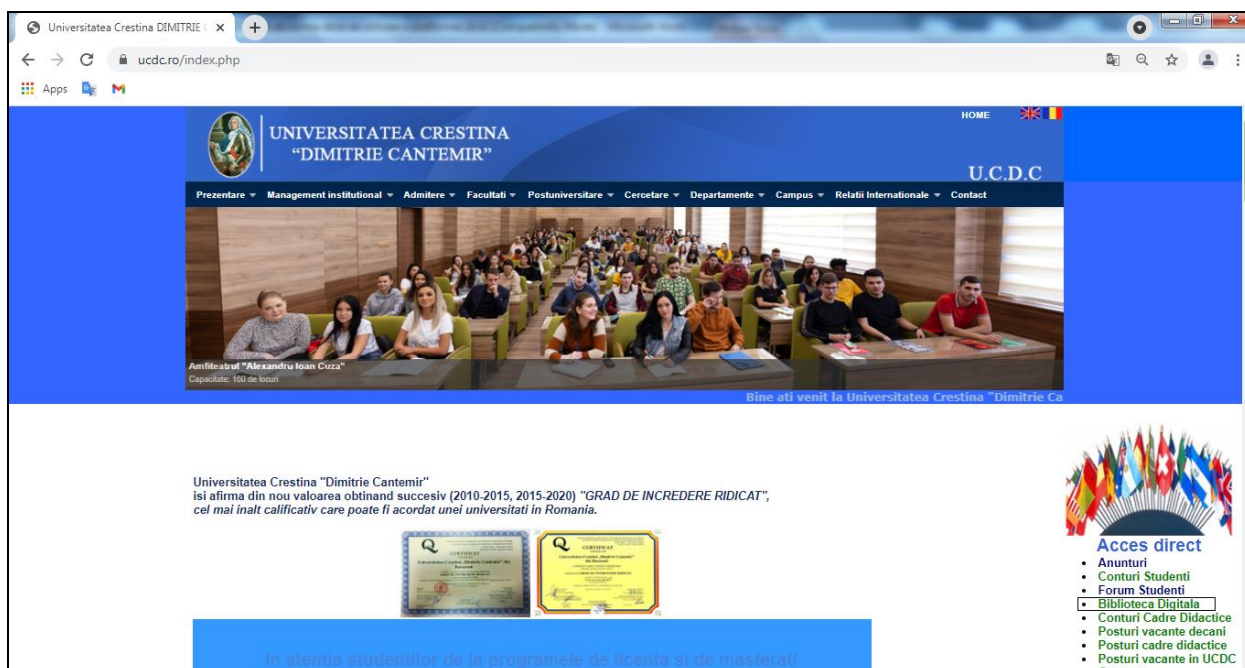 Universitatea Crestina DIMITRIE C
ucdc.ro/index.php
Apps
HOME
UNIVERSITATEA CRESTINA
"DIMITRIE CANTEMIR"
U.C.D.C
Prezentare Management institutional Admitere Facultati Postuniversitare Cercetare Departamente Campus Relatii Internationale Contact
Amfiteatrul "Alexandru Ioan Cuza"
Capacitate: 160 de locuri
Bine ati venit la Universitatea Crestina "Dimitrie Ca
Universitatea Crestina "Dimitrie Cantemir"
isi afirma din nou valoarea obtinand succesiv (2010-2015, 2015-2020) "GRAD DE INCREDERE RIDICAT",
cel mai inalt calificativ care poate fi acordat unei universitati in Romania.
CERTIFICAT
CERTIFICAT
In atentia studentilor de la programele de licenta si de masterat!
Acces direct
Anunturi
Conturi Studenti
Forum Studenti
Biblioteca Digitala
Conturi Cadre Didactice
Posturi vacante decani
Posturi cadre didactice
Posturi vacante in UCDC